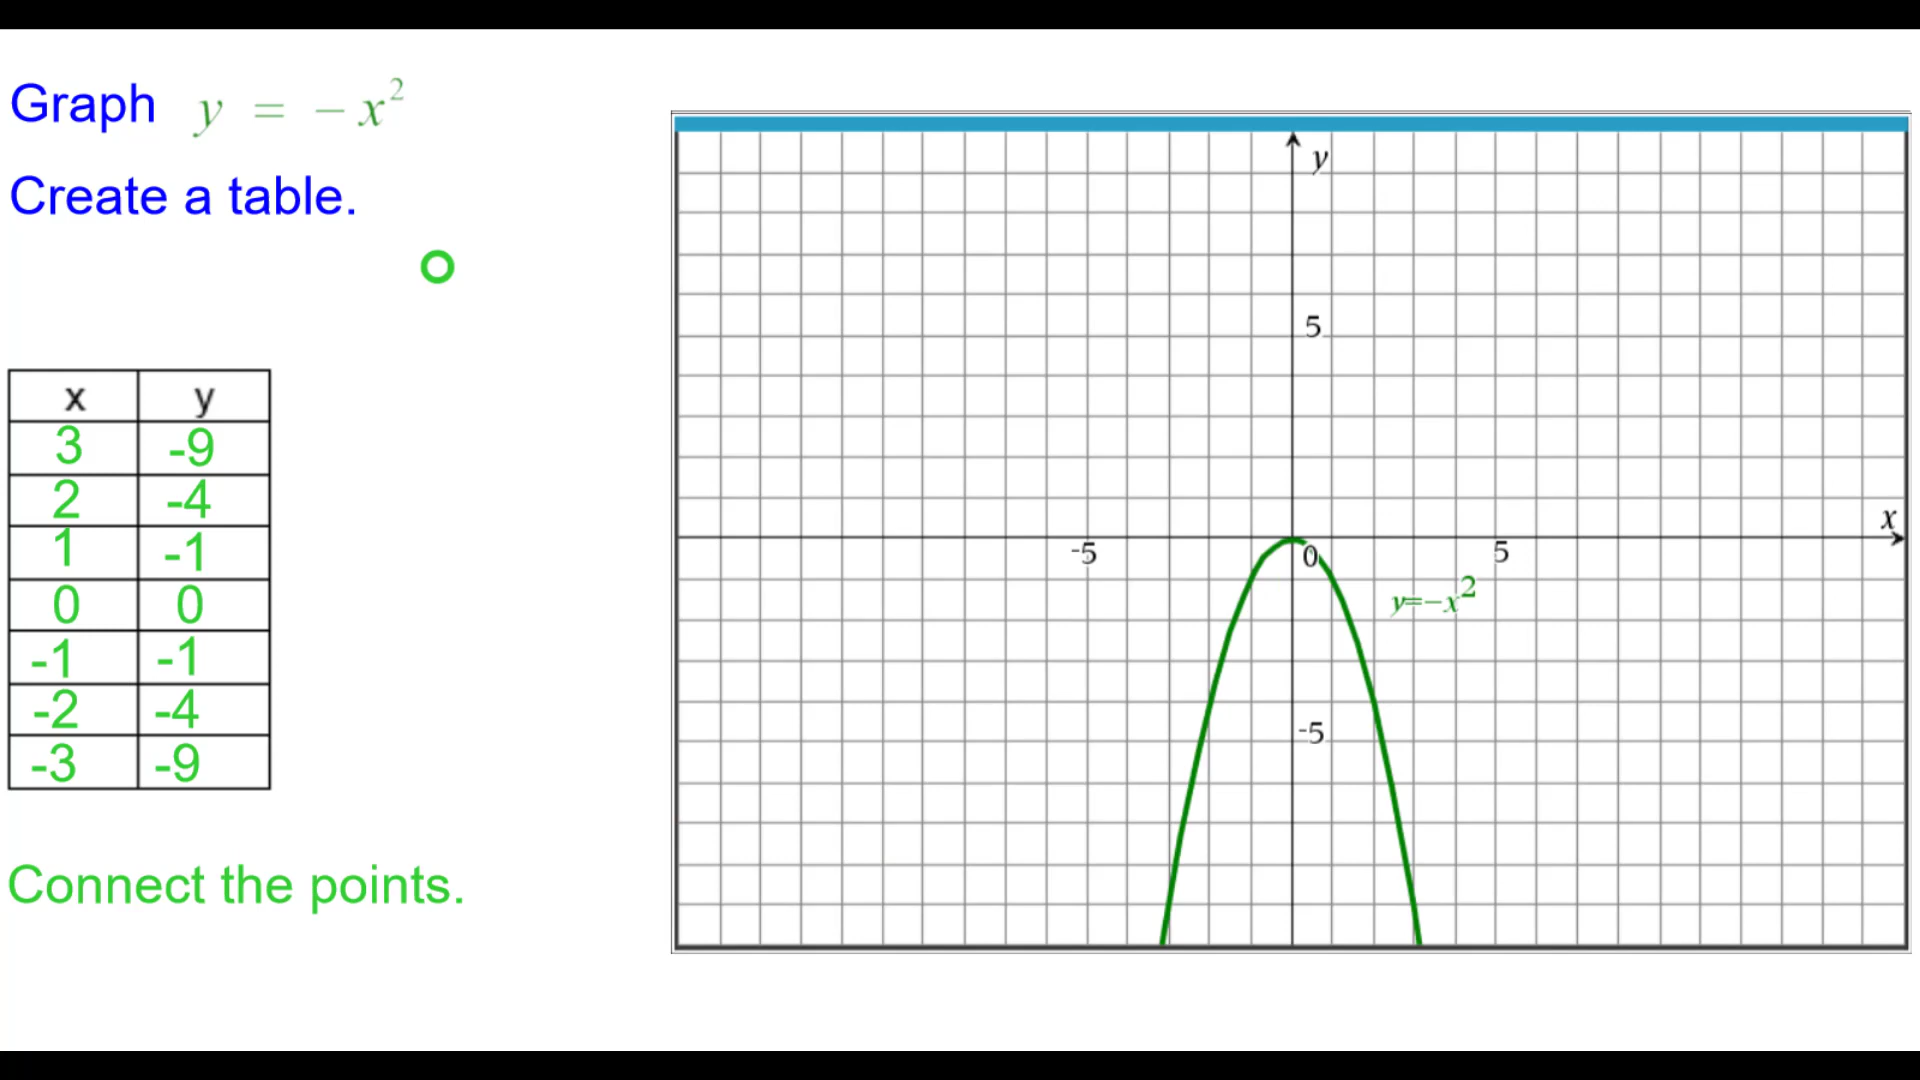 Graph y = -x²
Create a table.
x y
3 -9
2 -4
1 -1
0 0
-1 -1
-2 -4
-3 -9
Connect the points.
y
5
x
-5 0 5
y=-x²
-5